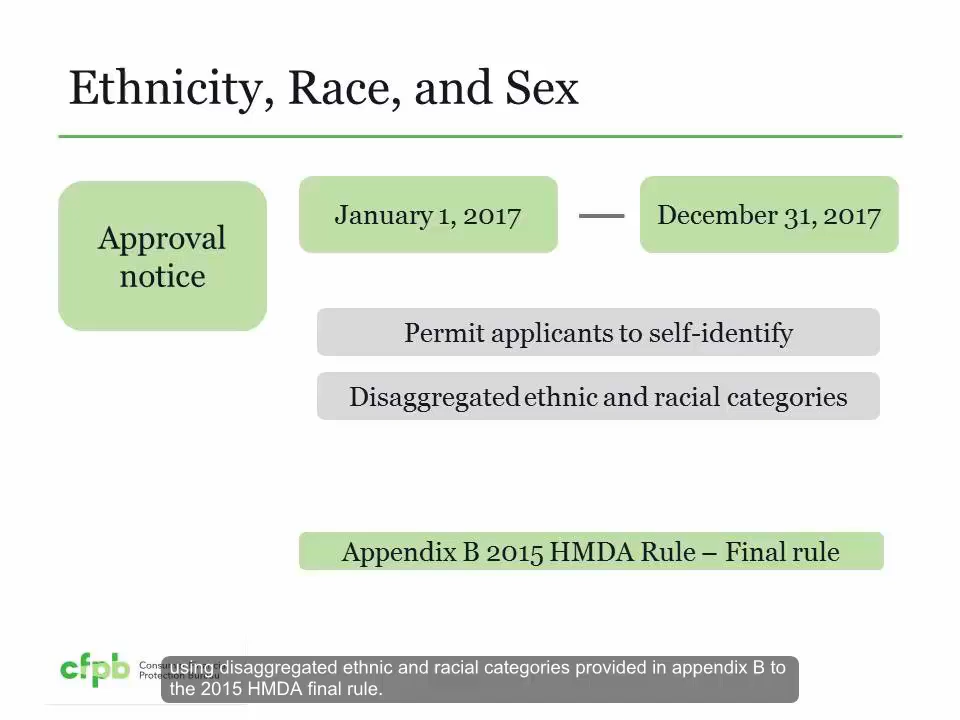 Ethnicity, Race, and Sex
Approval
notice
January 1, 2017
December 31, 2017
Permit applicants to self-identify
Disaggregated ethnic and racial categories
Appendix B 2015 HMDA Rule – Final rule
cfpb
using disaggregated ethnic and racial categories provided in appendix B to
the 2015 HMDA final rule.